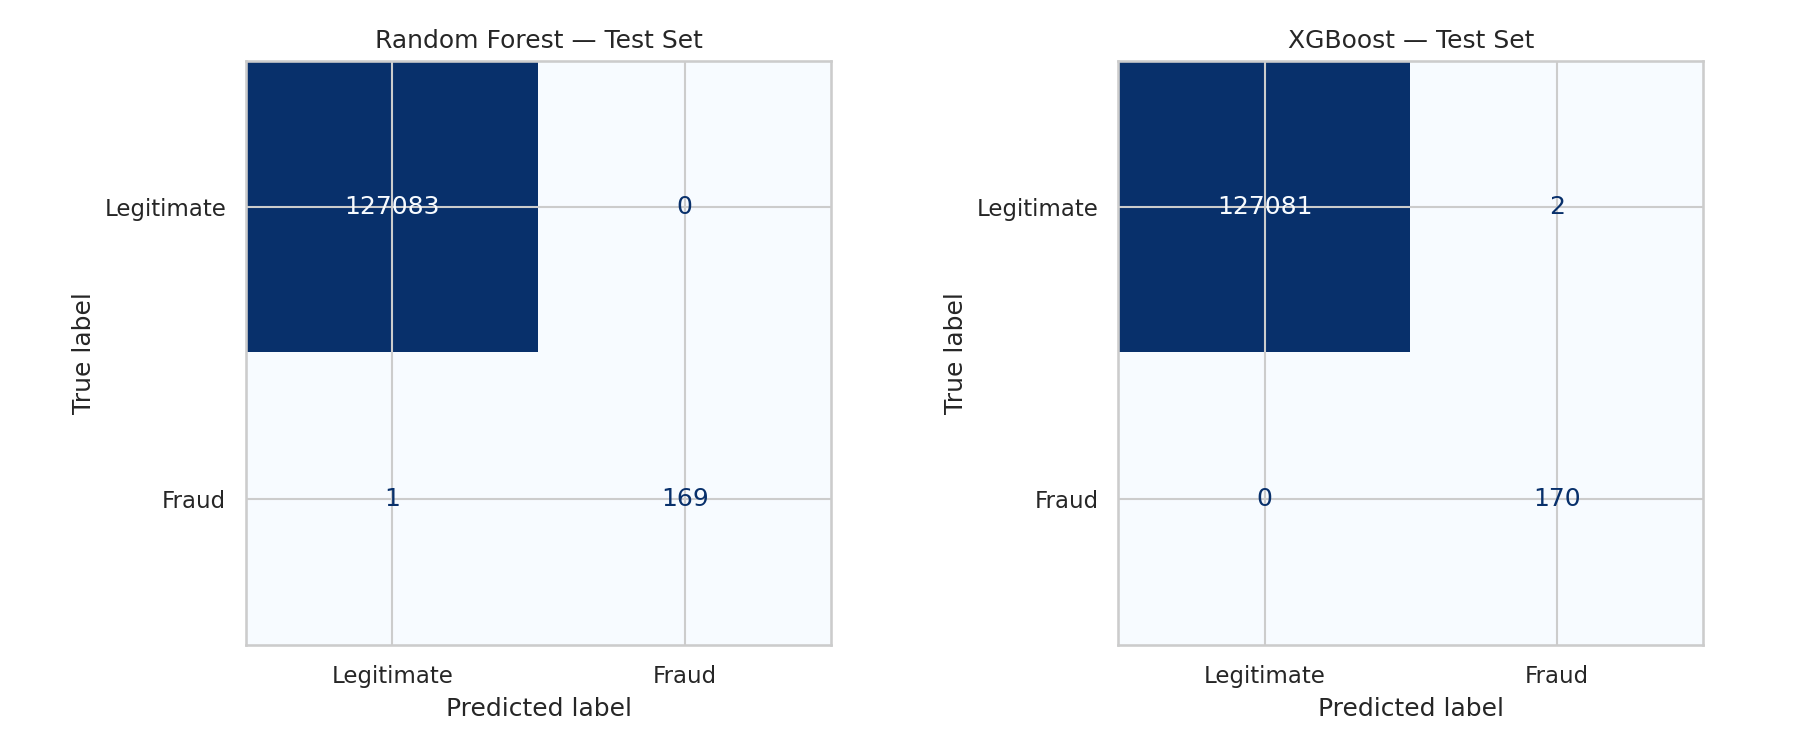 Random Forest — Test Set
True label
Legitimate
127083
0
Fraud
1
169
Legitimate
Fraud
Predicted label
XGBoost — Test Set
True label
Legitimate
127081
2
Fraud
0
170
Legitimate
Fraud
Predicted label